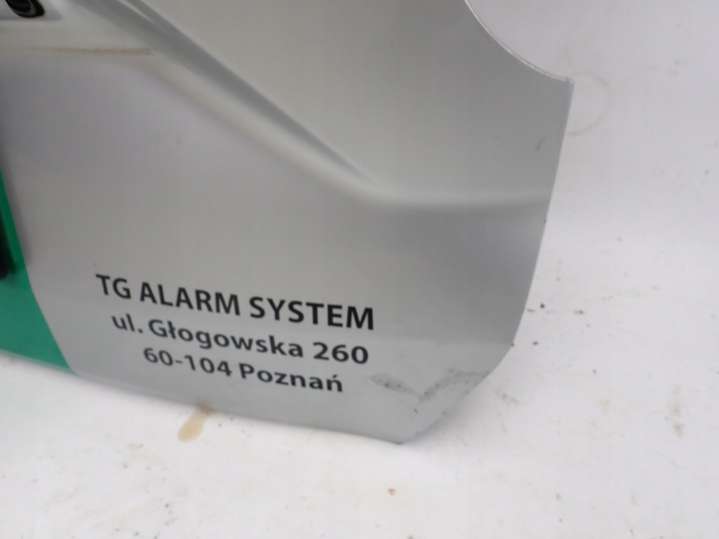 TG ALARM SYSTEM
ul. Głogowska 260
60-104 Poznań